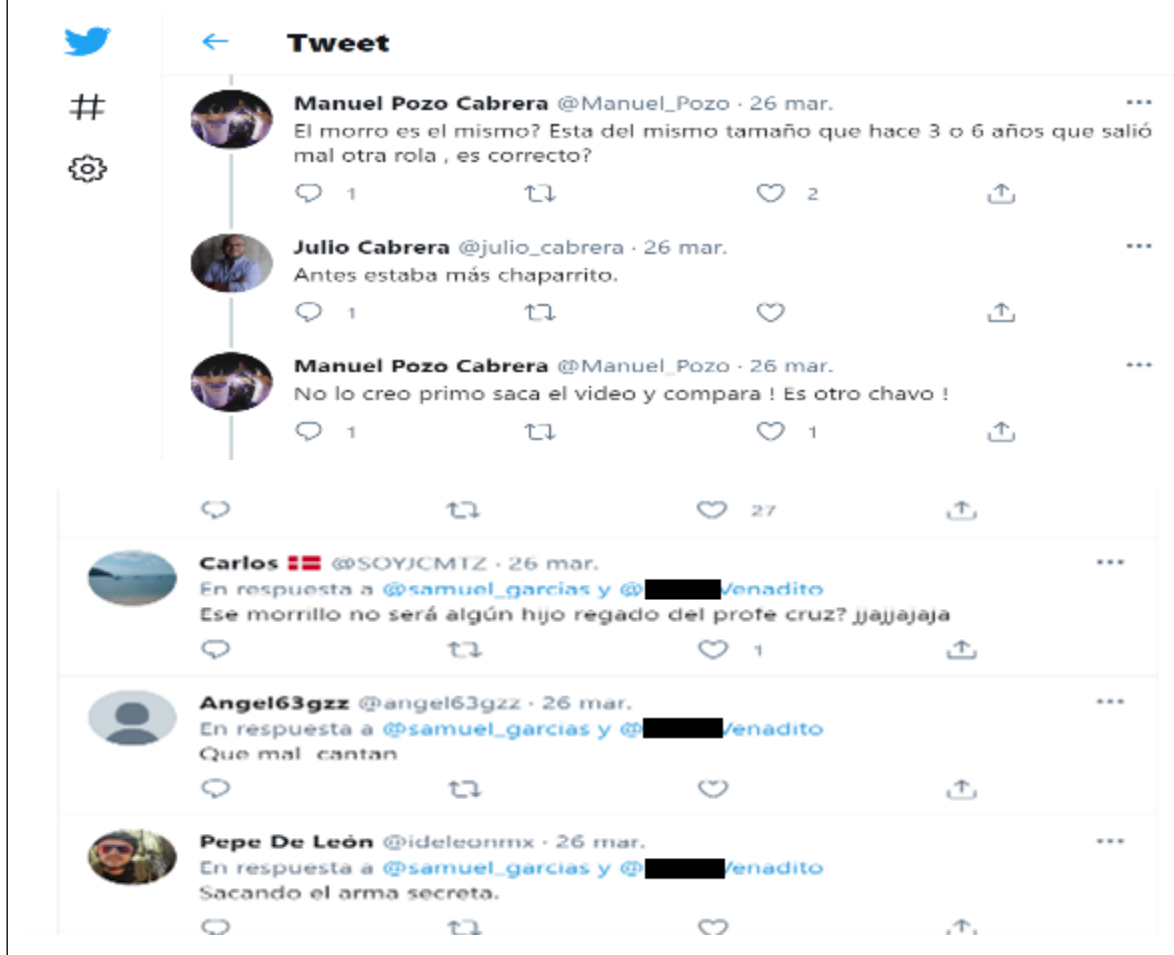 Tweet
Manuel Pozo Cabrera @Manuel_Pozo · 26 mar.
El morro es el mismo? Esta del mismo tamaño que hace 3 o 6 años que salió
mal otra rola , es correcto?
1 2
Julio Cabrera @julio_cabrera · 26 mar.
Antes estaba más chaparrito.
1
Manuel Pozo Cabrera @Manuel_Pozo · 26 mar.
No lo creo primo saca el video y compara ! Es otro chavo !
1 1
27
Carlos @SOYJCMTZ · 26 mar.
En respuesta a @samuel_garcias y @ Venadito
Ese morrillo no será algún hijo regado del profe cruz? jjajjajaja
1
Angel63gzz @angel63gzz · 26 mar.
En respuesta a @samuel_garcias y @ Venadito
Que mal cantan
Pepe De León @ideleonmx · 26 mar.
En respuesta a @samuel_garcias y @ Venadito
Sacando el arma secreta.